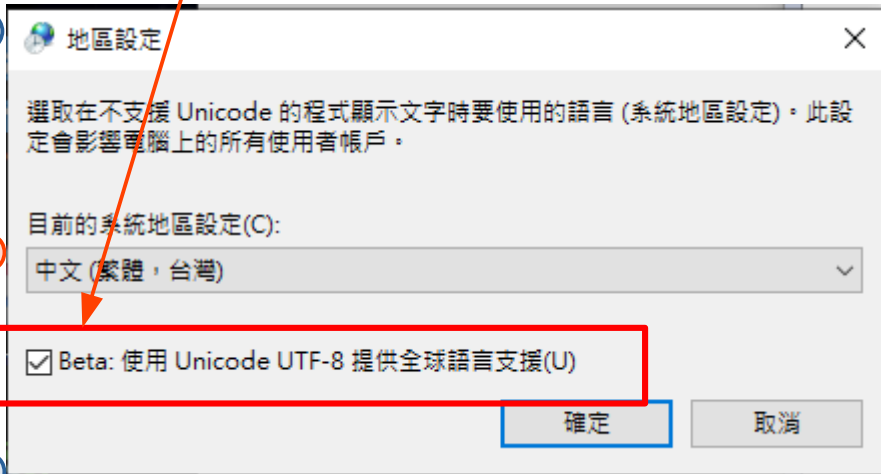 地區設定
選取在不支援 Unicode 的程式顯示文字時要使用的語言 (系統地區設定)。此設
定會影響電腦上的所有使用者帳戶。
目前的系統地區設定(C):
中文 (繁體，台灣)
Beta: 使用 Unicode UTF-8 提供全球語言支援(U)
確定
取消